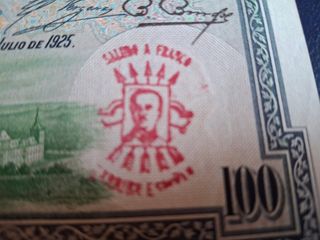 JULIO DE 1925.
SALUDO A FRANCO
¡ARRIBA ESPAÑA!
100